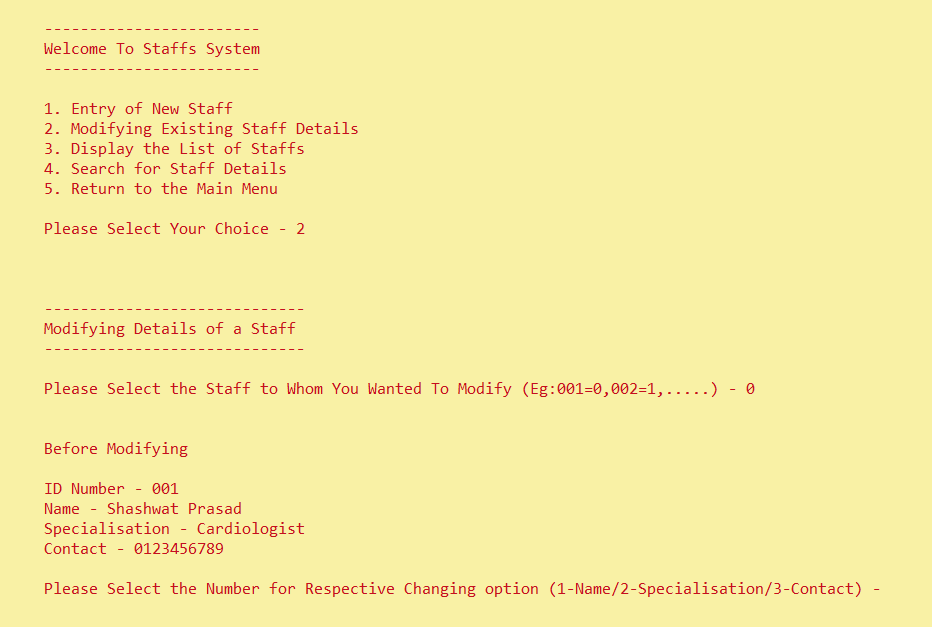 ------------------------
Welcome To Staffs System
------------------------
1. Entry of New Staff
2. Modifying Existing Staff Details
3. Display the List of Staffs
4. Search for Staff Details
5. Return to the Main Menu
Please Select Your Choice - 2
-----------------------------
Modifying Details of a Staff
-----------------------------
Please Select the Staff to Whom You Wanted To Modify (Eg:001=0,002=1,.....) - 0
Before Modifying
ID Number - 001
Name - Shashwat Prasad
Specialisation - Cardiologist
Contact - 0123456789
Please Select the Number for Respective Changing option (1-Name/2-Specialisation/3-Contact) -